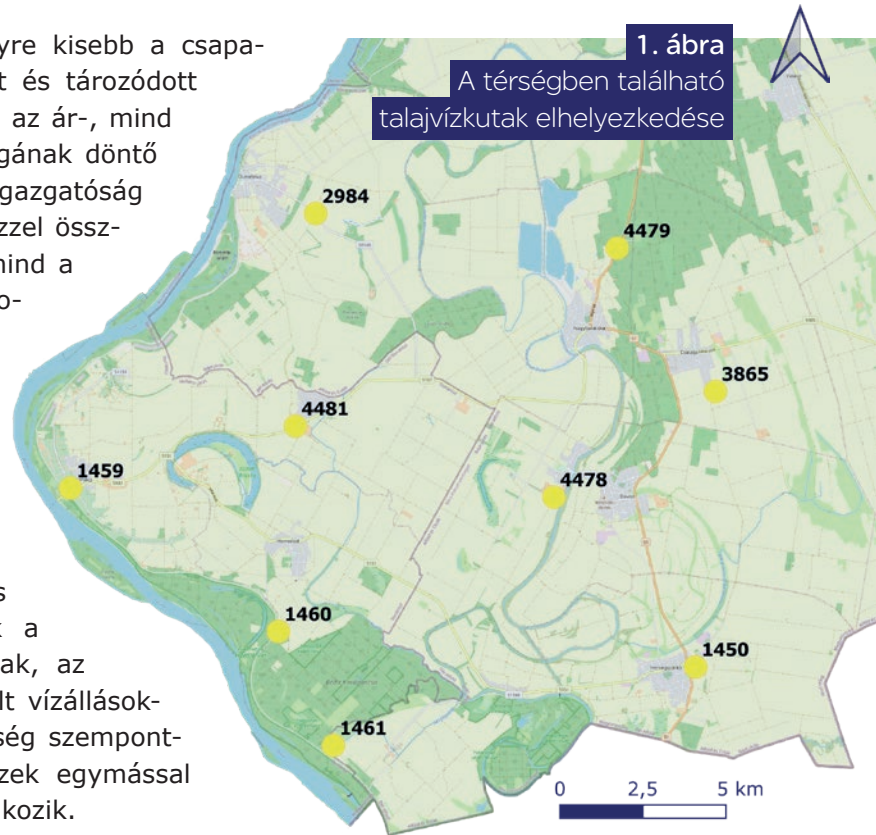 yre kisebb a csapa-
t és tározódott
az ár-, mind
gának döntő
gazgatóság
zzel össz-
mind a
o-
s
k a
ak, az
lt vízállások-
ség szempont-
zek egymással
kozik.
1. ábra
A térségben található
talajvízkutak elhelyezkedése
2984
4479
3865
4481
1459
4478
1460
1450
1461
0 2,5 5 km